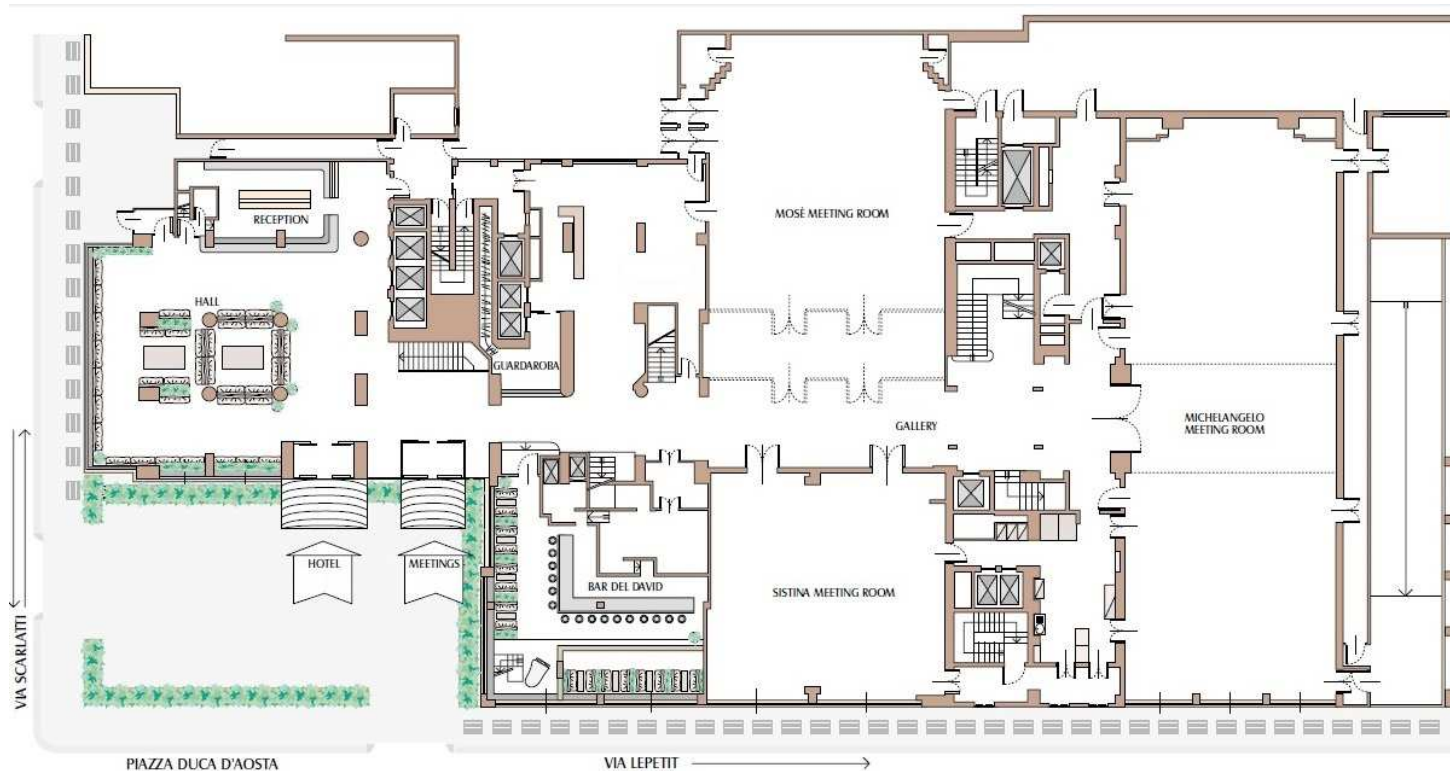 RECEPTION
MOSÈ MEETING ROOM
HALL
GUARDAROBA
GALLERY
MICHELANGELO
MEETING ROOM
HOTEL
MEETINGS
BAR DEL DAVID
SISTINA MEETING ROOM
VIA SCARLATTI
PIAZZA DUCA D'AOSTA
VIA LEPETIT